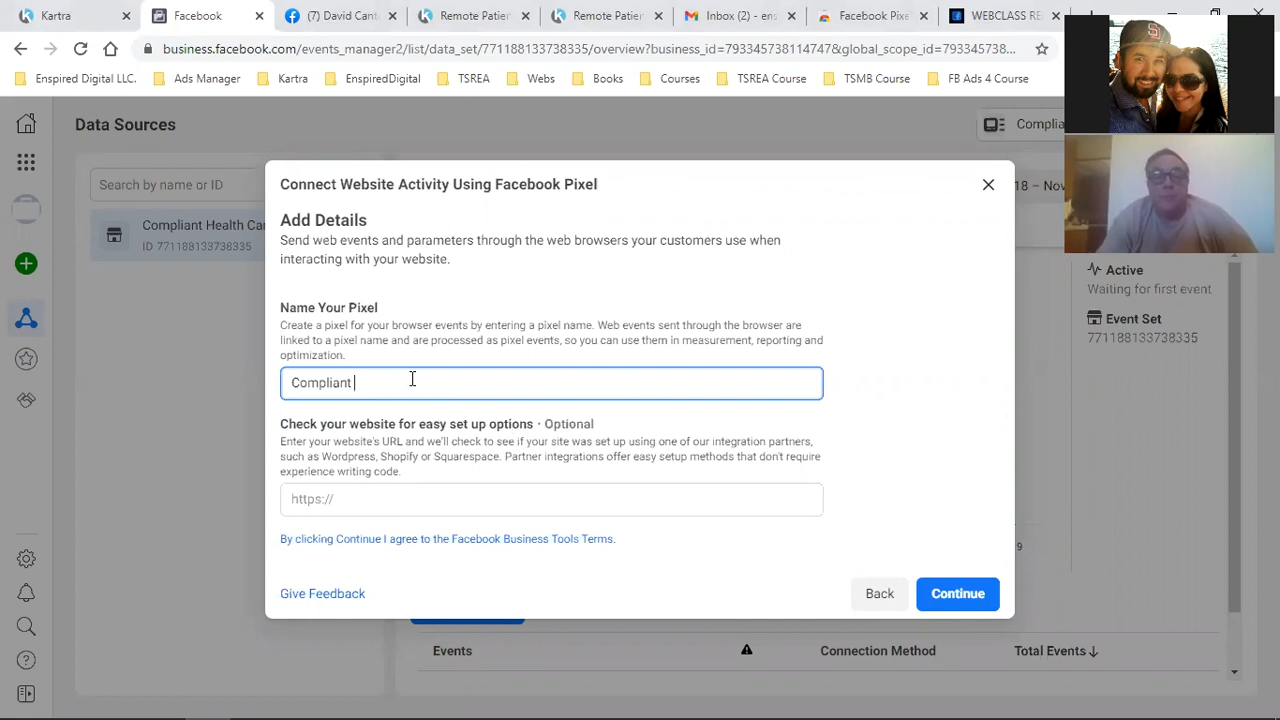 Kartra
Facebook
(7) David Cant
Remote Patie
Remote Patie
Inbox (2) - ens
Facebook Pixe
WEBCLASS RE
business.facebook.com/events_manager2/list/data_set/771188133738335/overview?business_id=793345738114747&global_scope_id=793345738...
Enspired Digital LLC.
Ads Manager
Kartra
EnspiredDigital
TSREA
Webs
Books
Courses
TSREA Course
TSMB Course
FB Ads 4 Course
Data Sources
Complia
Search by name or ID
18 – Nov
Compliant Health Car
ID 771188133738335
Connect Website Activity Using Facebook Pixel
Add Details
Send web events and parameters through the web browsers your customers use when
interacting with your website.
Name Your Pixel
Create a pixel for your browser events by entering a pixel name. Web events sent through the browser are
linked to a pixel name and are processed as pixel events, so you can use them in measurement, reporting and
optimization.
Compliant
Check your website for easy set up options · Optional
Enter your website's URL and we'll check to see if your site was set up using one of our integration partners,
such as Wordpress, Shopify or Squarespace. Partner integrations offer easy setup methods that don't require
experience writing code.
https://
By clicking Continue I agree to the Facebook Business Tools Terms.
Give Feedback
Back
Continue
Active
Waiting for first event
Event Set
771188133738335
9
Events
Connection Method
Total Events